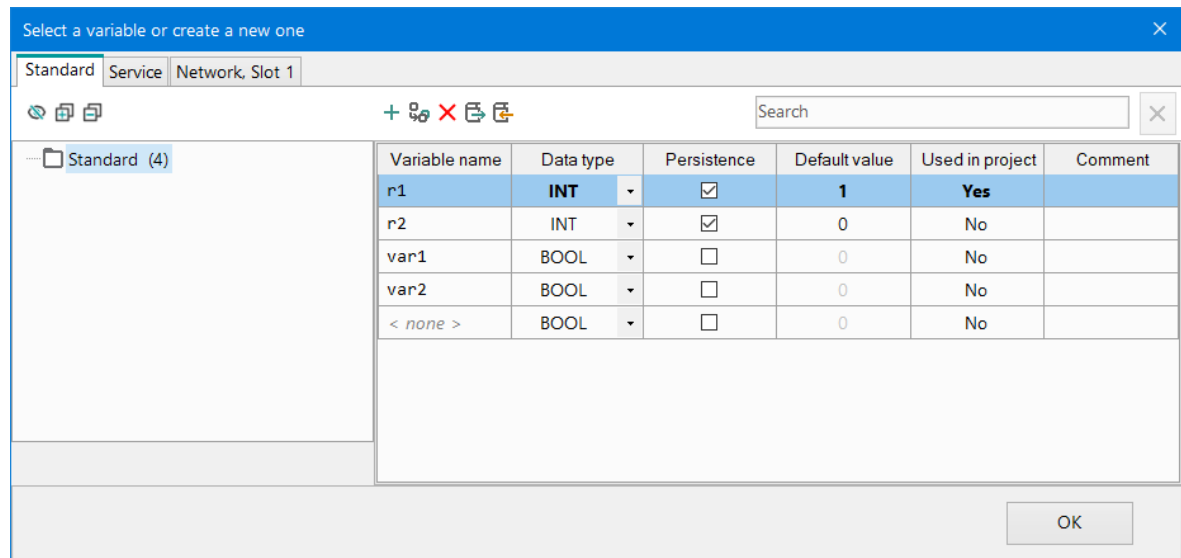 Select a variable or create a new one
Standard Service Network, Slot 1
Search
Standard (4)
Variable name Data type Persistence Default value Used in project Comment
r1 INT 1 Yes
r2 INT 0 No
var1 BOOL 0 No
var2 BOOL 0 No
< none > BOOL 0 No
OK